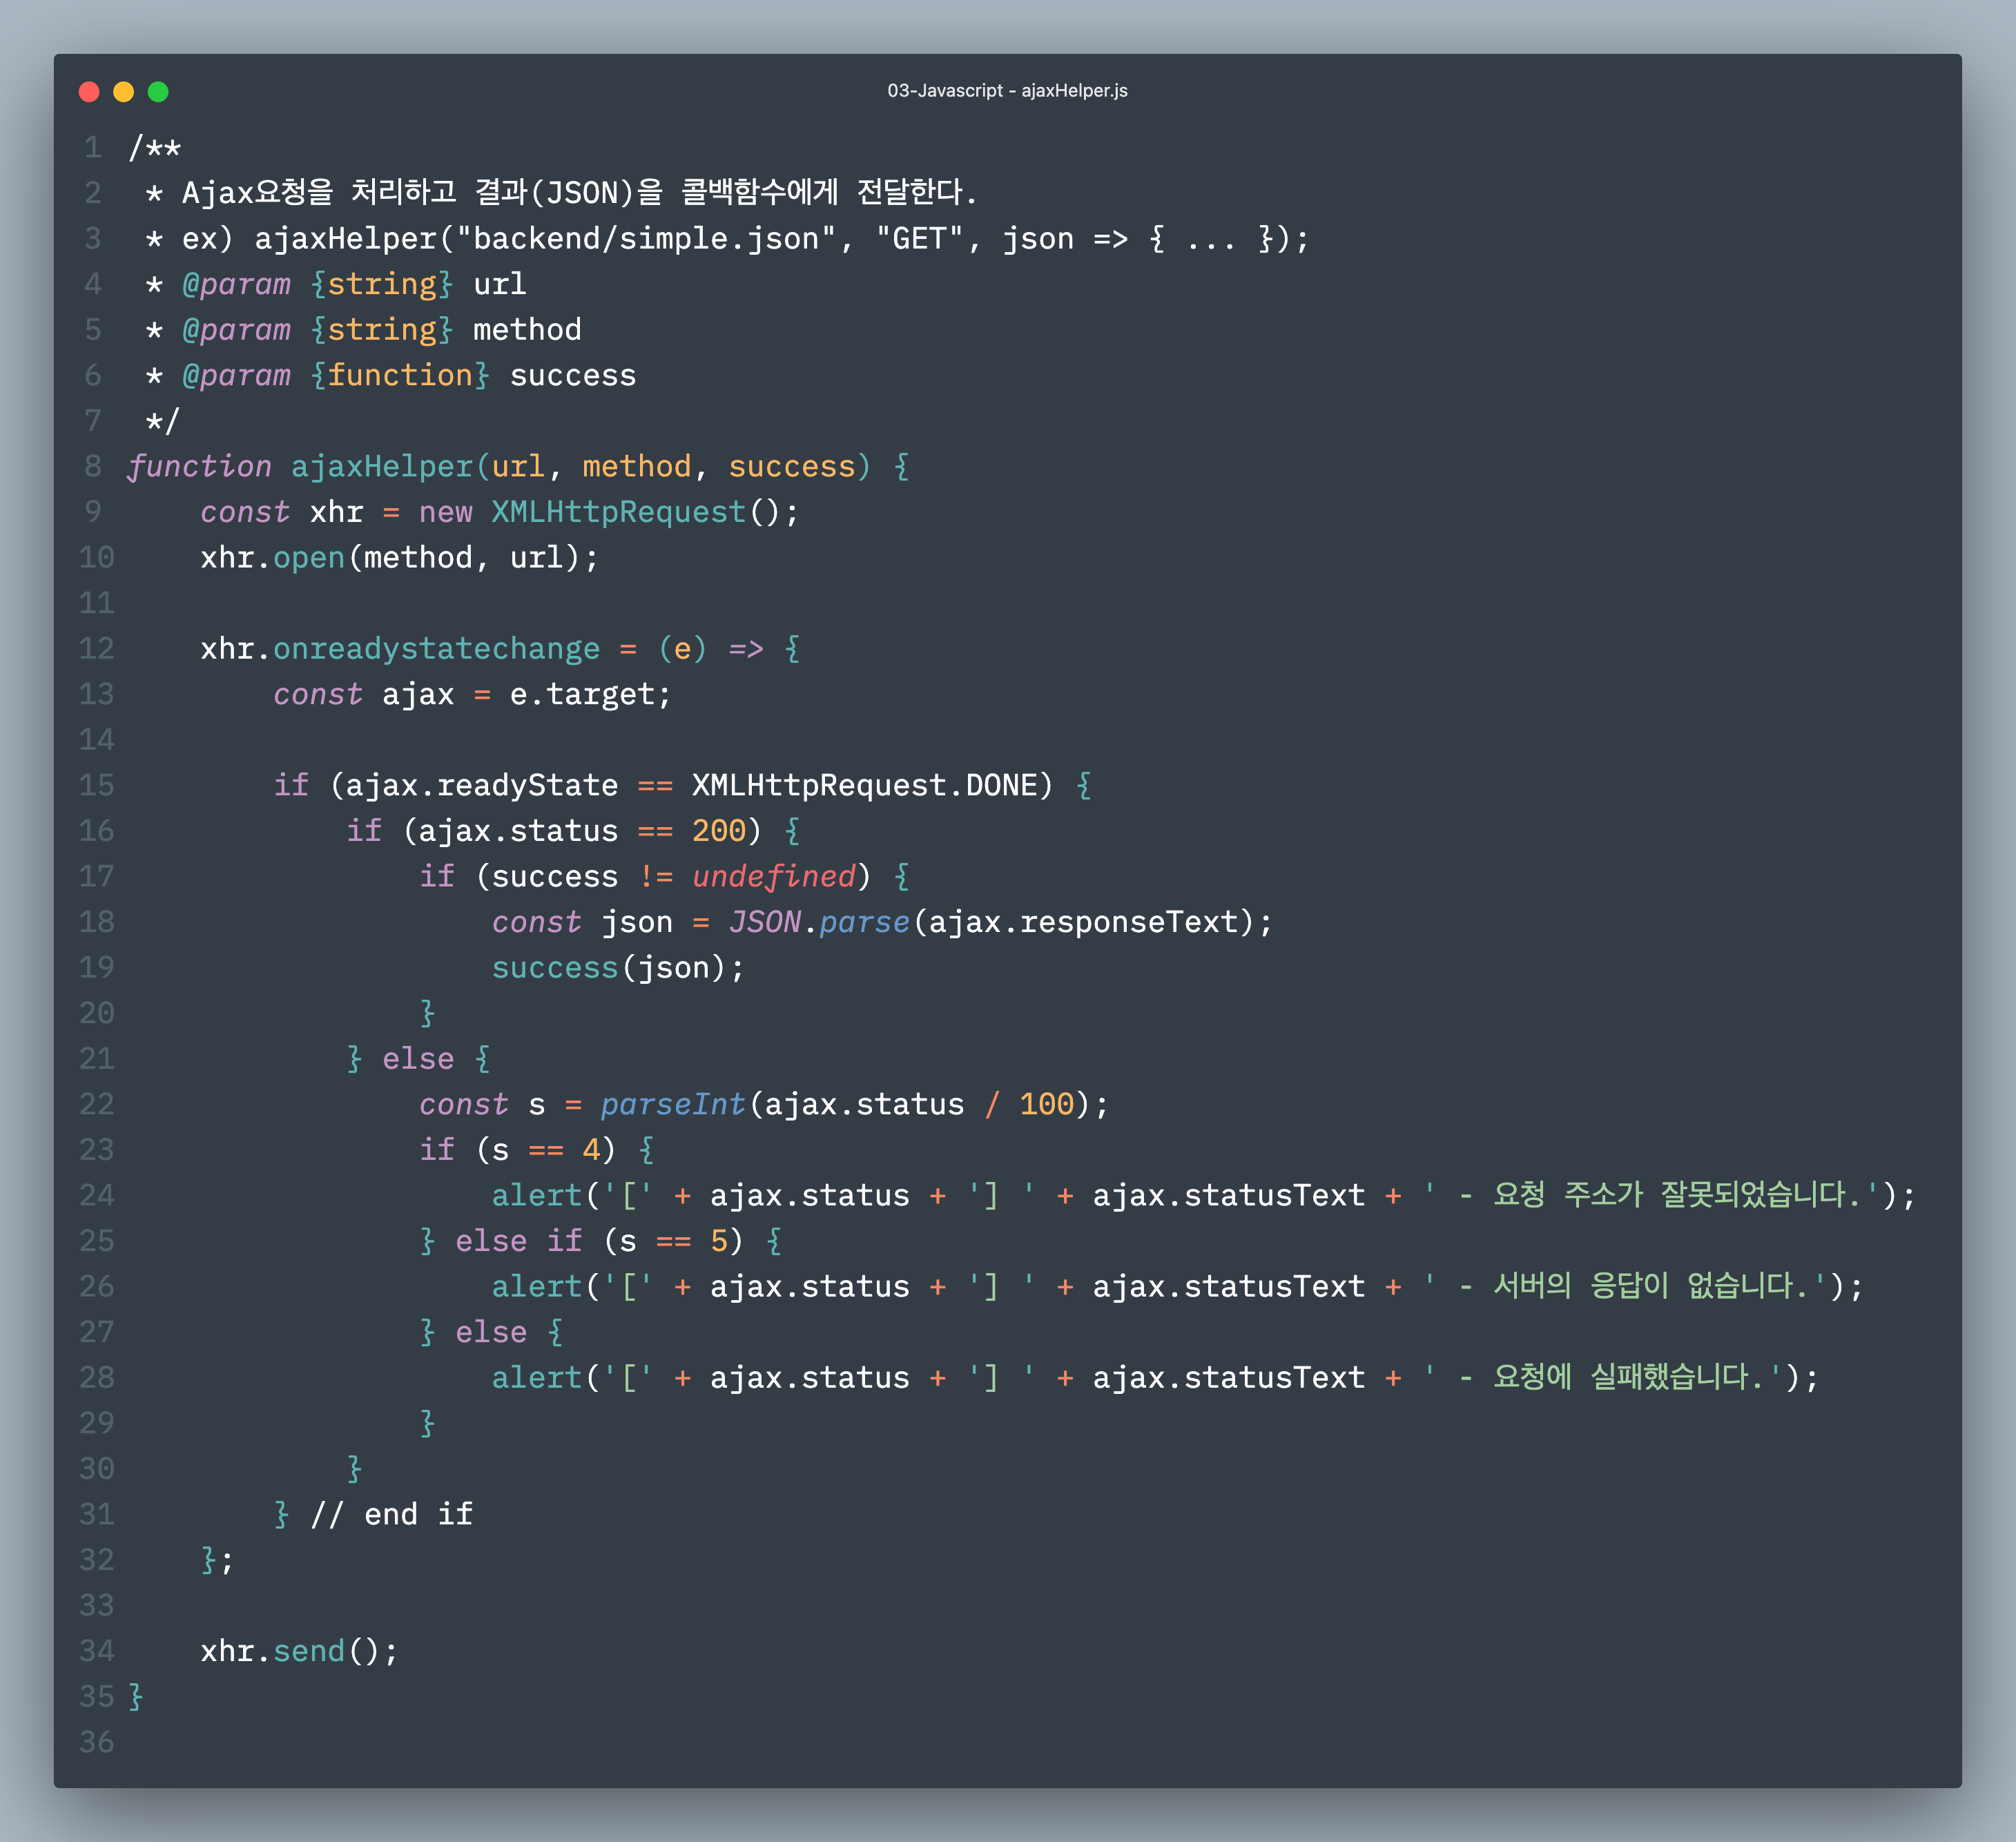 03-Javascript - ajaxHelper.js
1 /**
2  * Ajax요청을 처리하고 결과(JSON)을 콜백함수에게 전달한다.
3  * ex) ajaxHelper("backend/simple.json", "GET", json => { ... });
4  * @param {string} url
5  * @param {string} method
6  * @param {function} success
7  */
8 function ajaxHelper(url, method, success) {
9     const xhr = new XMLHttpRequest();
10     xhr.open(method, url);
11
12     xhr.onreadystatechange = (e) => {
13         const ajax = e.target;
14
15         if (ajax.readyState == XMLHttpRequest.DONE) {
16             if (ajax.status == 200) {
17                 if (success != undefined) {
18                     const json = JSON.parse(ajax.responseText);
19                     success(json);
20                 }
21             } else {
22                 const s = parseInt(ajax.status / 100);
23                 if (s == 4) {
24                     alert('[' + ajax.status + '] ' + ajax.statusText + ' - 요청 주소가 잘못되었습니다.');
25                 } else if (s == 5) {
26                     alert('[' + ajax.status + '] ' + ajax.statusText + ' - 서버의 응답이 없습니다.');
27                 } else {
28                     alert('[' + ajax.status + '] ' + ajax.statusText + ' - 요청에 실패했습니다.');
29                 }
30             }
31         } // end if
32     };
33
34     xhr.send();
35 }
36